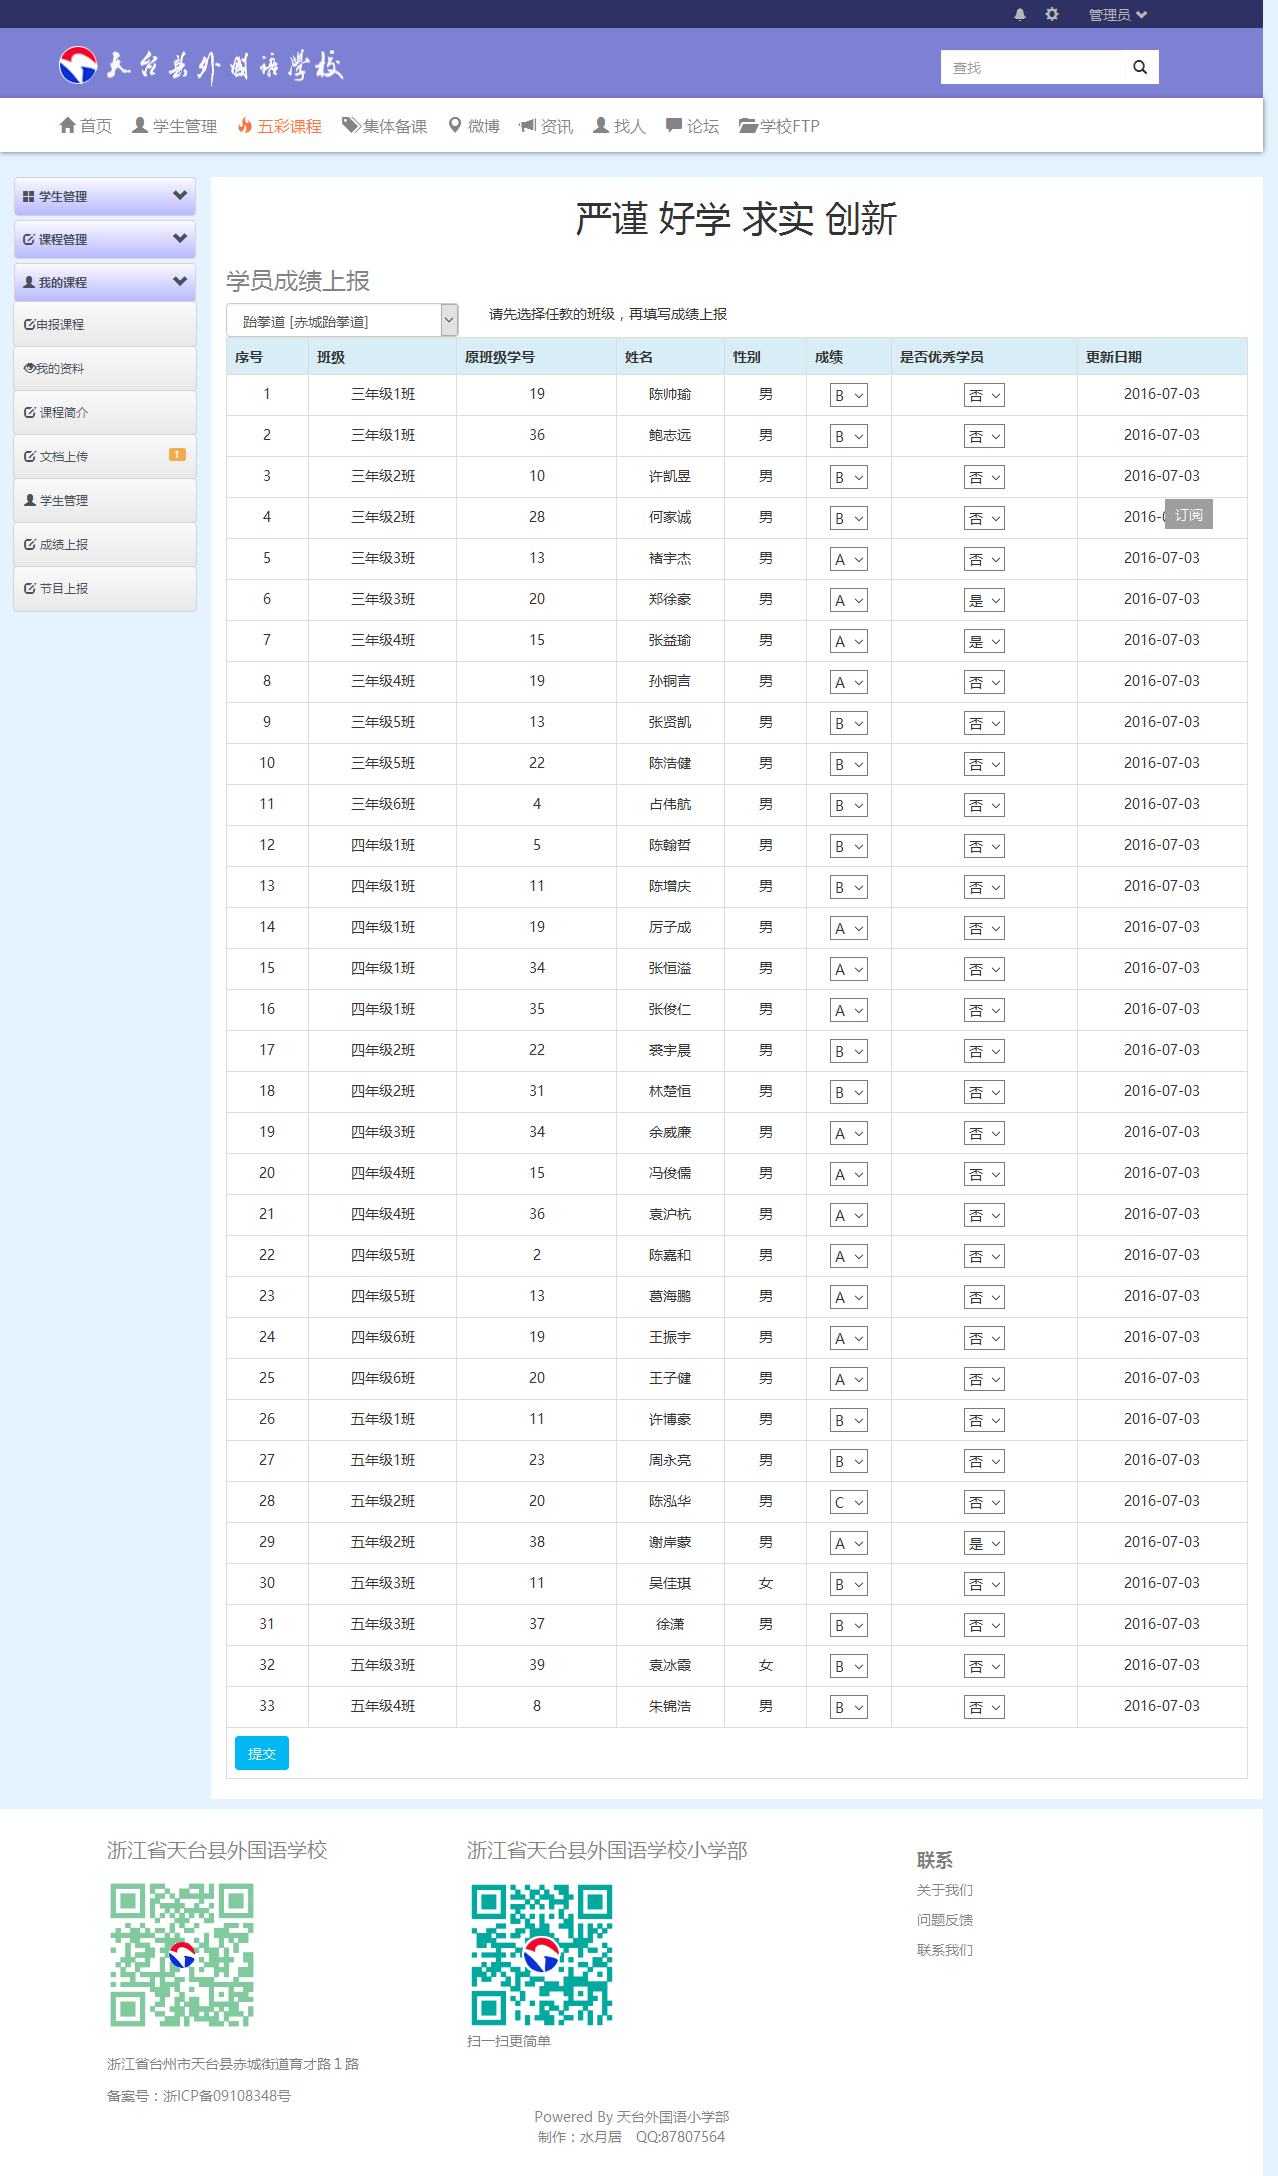 管理员
天台县外国语学校
查找
首页 学生管理 五彩课程 集体备课 微博 资讯 找人 论坛 学校FTP
学生管理
课程管理
我的课程
申报课程
我的资料
课程简介
文档上传 1
学生管理
成绩上报
节目上报
严谨 好学 求实 创新
学员成绩上报
跆拳道 [赤城跆拳道] 请先选择任教的班级，再填写成绩上报
序号 班级 原班级学号 姓名 性别 成绩 是否优秀学员 更新日期
1 三年级1班 19 陈帅瑜 男 B 否 2016-07-03
2 三年级1班 36 鲍志远 男 B 否 2016-07-03
3 三年级2班 10 许凯昱 男 B 否 2016-07-03
4 三年级2班 28 何家诚 男 B 否 2016-0
订阅
5 三年级3班 13 褚宇杰 男 A 否 2016-07-03
6 三年级3班 20 郑徐豪 男 A 是 2016-07-03
7 三年级4班 15 张益瑜 男 A 是 2016-07-03
8 三年级4班 19 孙铜言 男 A 否 2016-07-03
9 三年级5班 13 张贤凯 男 B 否 2016-07-03
10 三年级5班 22 陈浩健 男 B 否 2016-07-03
11 三年级6班 4 占伟航 男 B 否 2016-07-03
12 四年级1班 5 陈翰哲 男 B 否 2016-07-03
13 四年级1班 11 陈增庆 男 B 否 2016-07-03
14 四年级1班 19 厉子成 男 A 否 2016-07-03
15 四年级1班 34 张恒溢 男 A 否 2016-07-03
16 四年级1班 35 张俊仁 男 A 否 2016-07-03
17 四年级2班 22 裘宇晨 男 B 否 2016-07-03
18 四年级2班 31 林楚恒 男 B 否 2016-07-03
19 四年级3班 34 余威廉 男 A 否 2016-07-03
20 四年级4班 15 冯俊儒 男 A 否 2016-07-03
21 四年级4班 36 袁沪杭 男 A 否 2016-07-03
22 四年级5班 2 陈嘉和 男 A 否 2016-07-03
23 四年级5班 13 葛海鹏 男 A 否 2016-07-03
24 四年级6班 19 王振宇 男 A 否 2016-07-03
25 四年级6班 20 王子健 男 A 否 2016-07-03
26 五年级1班 11 许博豪 男 B 否 2016-07-03
27 五年级1班 23 周永亮 男 B 否 2016-07-03
28 五年级2班 20 陈泓华 男 C 否 2016-07-03
29 五年级2班 38 谢岸蒙 男 A 是 2016-07-03
30 五年级3班 11 吴佳琪 女 B 否 2016-07-03
31 五年级3班 37 徐潇 男 B 否 2016-07-03
32 五年级3班 39 袁冰霞 女 B 否 2016-07-03
33 五年级4班 8 朱锦浩 男 B 否 2016-07-03
提交
浙江省天台县外国语学校
浙江省台州市天台县赤城街道育才路１路
备案号：浙ICP备09108348号
浙江省天台县外国语学校小学部
扫一扫更简单
联系
关于我们
问题反馈
联系我们
Powered By 天台外国语小学部
制作：水月居 QQ:87807564